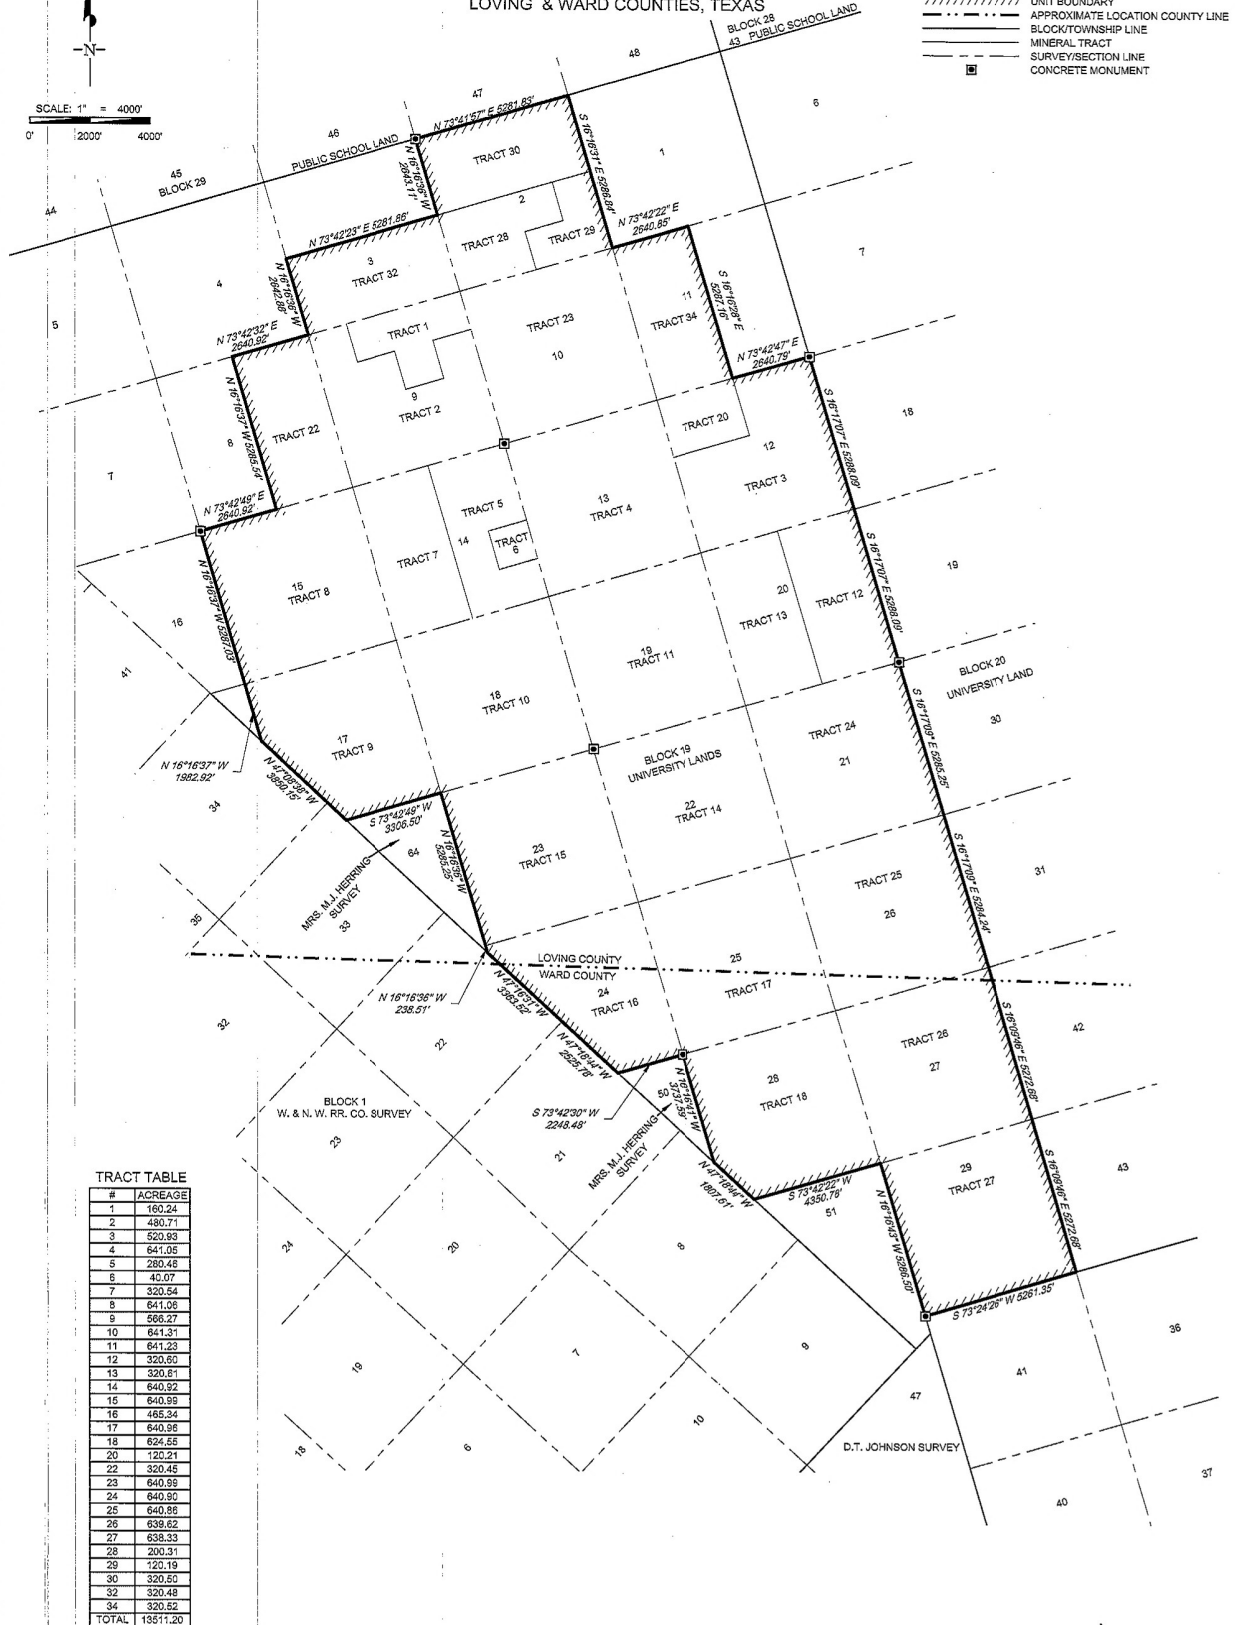 LOVING & WARD COUNTIES, TEXAS
UNIT BOUNDARY
APPROXIMATE LOCATION COUNTY LINE
BLOCK/TOWNSHIP LINE
MINERAL TRACT
SURVEY/SECTION LINE
CONCRETE MONUMENT
-N-
SCALE: 1" = 4000'
0' 2000' 4000'
BLOCK 28
43 PUBLIC SCHOOL LAND
48
47
46
45
44
BLOCK 29
PUBLIC SCHOOL LAND
6
1
7
N 73°41'57" E 5281.83'
S 16°16'31" E 5286.84'
N 16°16'36" W
2643.11'
TRACT 30
2
N 73°42'23" E 5281.86'
TRACT 28
TRACT 29
N 73°42'22" E
2640.85'
3
TRACT 32
N 16°16'36" W
2642.86'
4
5
S 16°16'28" E
5287.16'
11
TRACT 34
N 73°42'32" E
2640.92'
TRACT 1
TRACT 23
10
N 73°42'47" E
2640.79'
N 16°16'37" W 5285.54'
8
TRACT 22
9
TRACT 2
TRACT 20
12
TRACT 3
S 16°17'07" E 5288.09'
18
7
N 73°42'49" E
2640.92'
TRACT 5
13
TRACT 4
14
TRACT 6
TRACT 7
15
TRACT 8
N 16°16'37" W 5287.03'
16
41
20
TRACT 12
TRACT 13
S 16°17'07" E 5288.09'
19
19
TRACT 11
18
TRACT 10
17
TRACT 9
BLOCK 20
UNIVERSITY LAND
30
S 16°17'09" E 5285.25'
TRACT 24
21
BLOCK 19
UNIVERSITY LANDS
N 16°16'37" W
1982.92'
N 47°08'38" W
3850.15'
34
22
TRACT 14
S 73°42'49" W
3306.50'
64
N 16°16'36" W
5285.25'
23
TRACT 15
MRS. M.J. HERRING
SURVEY
33
35
TRACT 25
26
S 16°17'09" E 5284.24'
31
LOVING COUNTY
WARD COUNTY
25
TRACT 17
24
TRACT 16
N 16°16'36" W
238.51'
N 47°16'31" W
3363.52'
N 47°18'44" W
2525.78'
32
22
S 16°09'46" E 5272.68'
42
TRACT 26
27
28
TRACT 18
50
N 16°16'41" W
3737.59'
S 73°42'30" W
2248.48'
MRS. M.J. HERRING
SURVEY
BLOCK 1
W. & N. W. RR. CO. SURVEY
23
21
N 47°18'44" W
1807.61'
S 73°42'22" W
4350.78'
51
29
TRACT 27
S 16°09'46" E 5272.68'
43
N 16°16'43" W 5286.50'
S 73°24'26" W 5261.35'
24
20
8
19
7
9
18
6
10
47
41
36
D.T. JOHNSON SURVEY
40
37
TRACT TABLE
# ACREAGE
1 160.24
2 480.71
3 520.93
4 641.05
5 280.46
6 40.07
7 320.54
8 641.06
9 566.27
10 641.31
11 641.23
12 320.60
13 320.61
14 640.92
15 640.99
16 465.34
17 640.96
18 624.55
20 120.21
22 320.45
23 640.99
24 640.90
25 640.86
26 639.62
27 638.33
28 200.31
29 120.19
30 320.50
32 320.48
34 320.52
TOTAL 13511.20